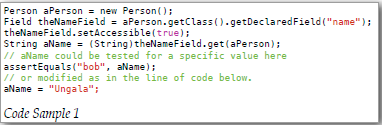 Person aPerson = new Person();
Field theNameField = aPerson.getClass().getDeclaredField("name");
theNameField.setAccessible(true);
String aName = (String)theNameField.get(aPerson);
// aName could be tested for a specific value here
assertEquals("bob", aName);
// or modified as in the line of code below.
aName = "Ungala";
Code Sample 1